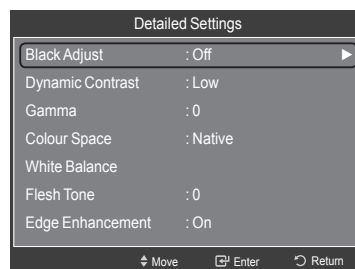 Detailed Settings
Black Adjust : Off
Dynamic Contrast : Low
Gamma : 0
Colour Space : Native
White Balance
Flesh Tone : 0
Edge Enhancement : On
Move Enter Return